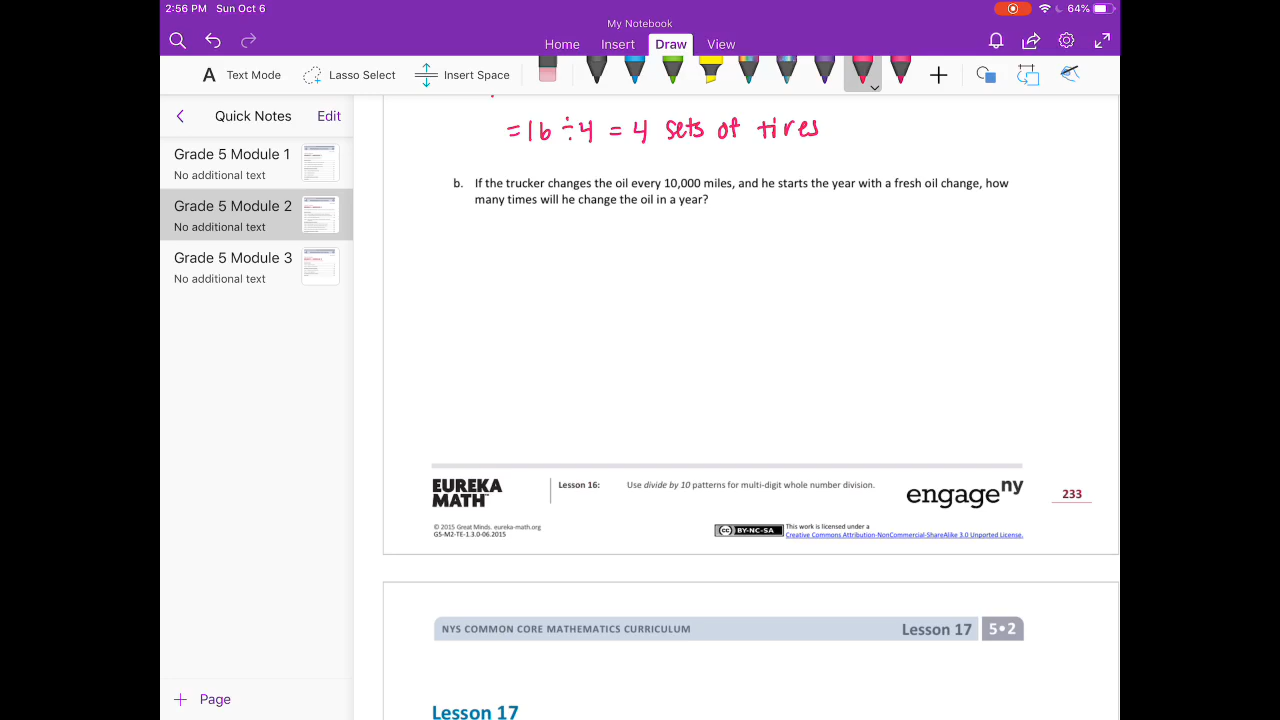 2:56 PM Sun Oct 6
64%
My Notebook
Home Insert Draw View
A Text Mode Lasso Select Insert Space
Quick Notes Edit
Grade 5 Module 1
No additional text
Grade 5 Module 2
No additional text
Grade 5 Module 3
No additional text
+ Page
= 16 ÷ 4 = 4 sets of tires
b. If the trucker changes the oil every 10,000 miles, and he starts the year with a fresh oil change, how
many times will he change the oil in a year?
EUREKA
MATH™
Lesson 16: Use divide by 10 patterns for multi-digit whole number division.
engage ny
233
© 2015 Great Minds. eureka-math.org
G5-M2-TE-1.3.0-06.2015
cc BY-NC-SA
This work is licensed under a
Creative Commons Attribution-NonCommercial-ShareAlike 3.0 Unported License.
NYS COMMON CORE MATHEMATICS CURRICULUM Lesson 17 5•2
Lesson 17